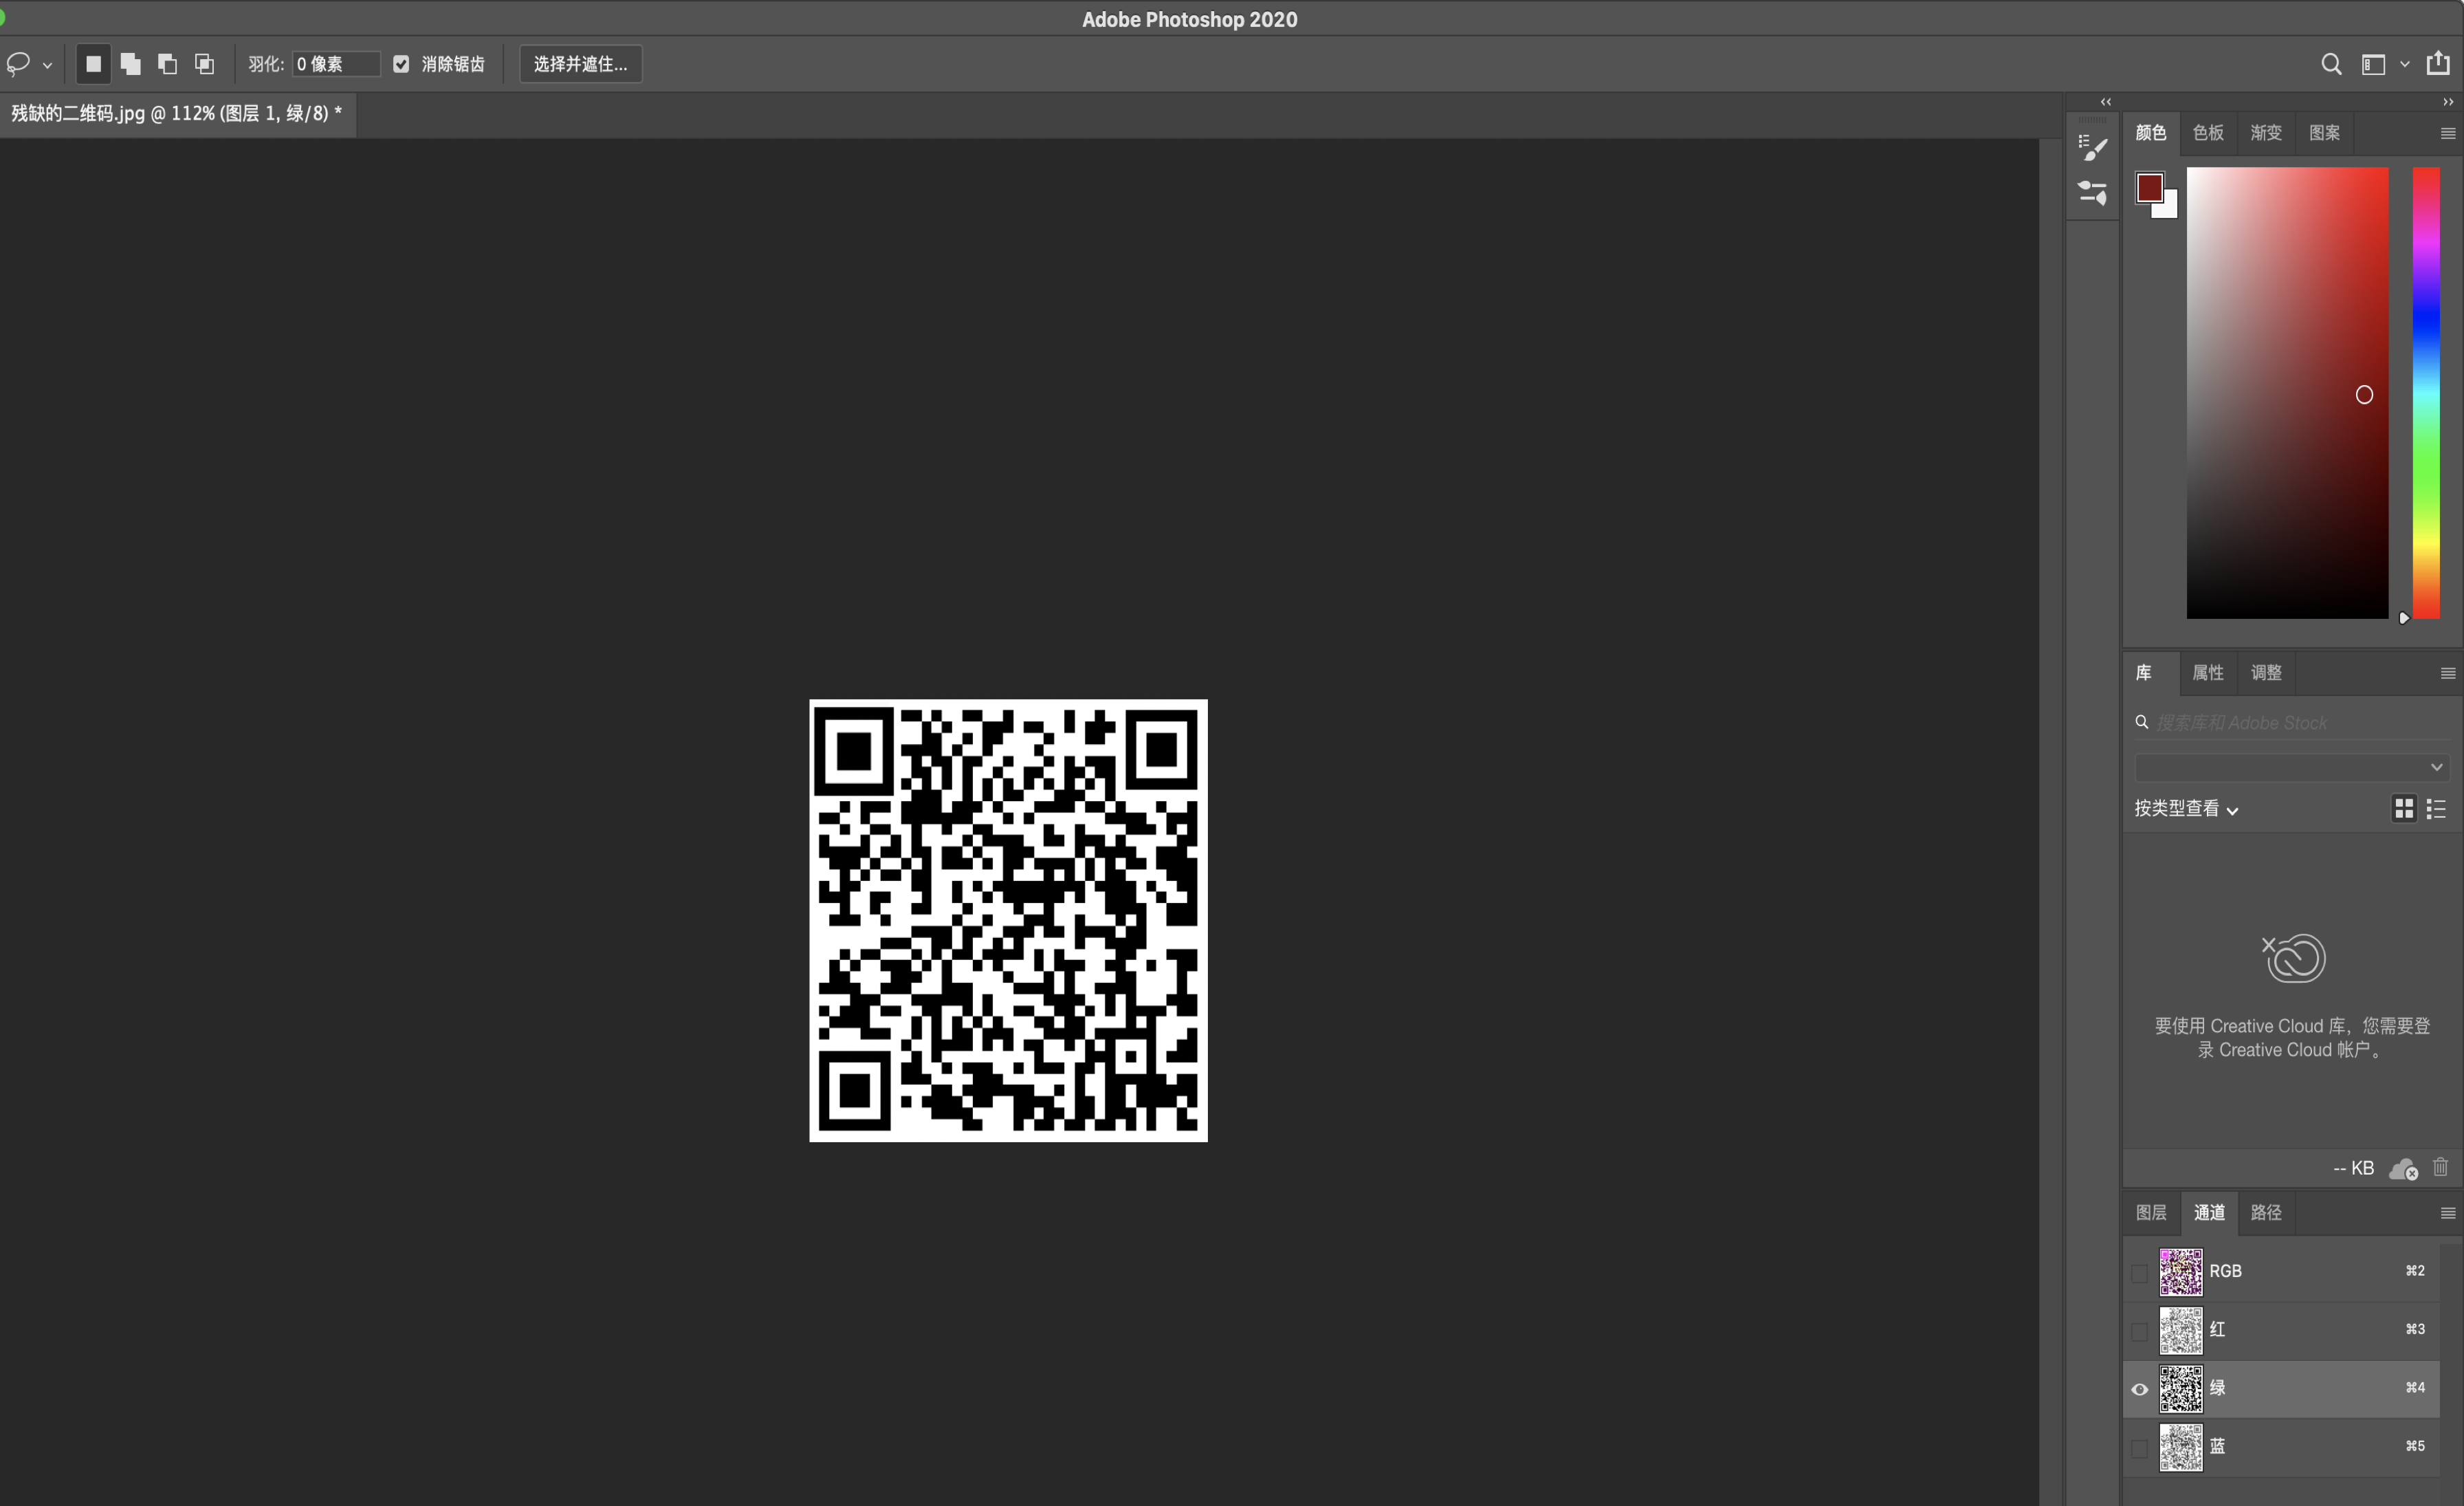 Adobe Photoshop 2020
羽化: 0 像素 消除锯齿 选择并遮住...
残缺的二维码.jpg @ 112% (图层 1, 绿/8) *
颜色 色板 渐变 图案
库 属性 调整
搜索库和 Adobe Stock
按类型查看
要使用 Creative Cloud 库，您需要登
录 Creative Cloud 帐户。
-- KB
图层 通道 路径
RGB ⌘2
红 ⌘3
绿 ⌘4
蓝 ⌘5